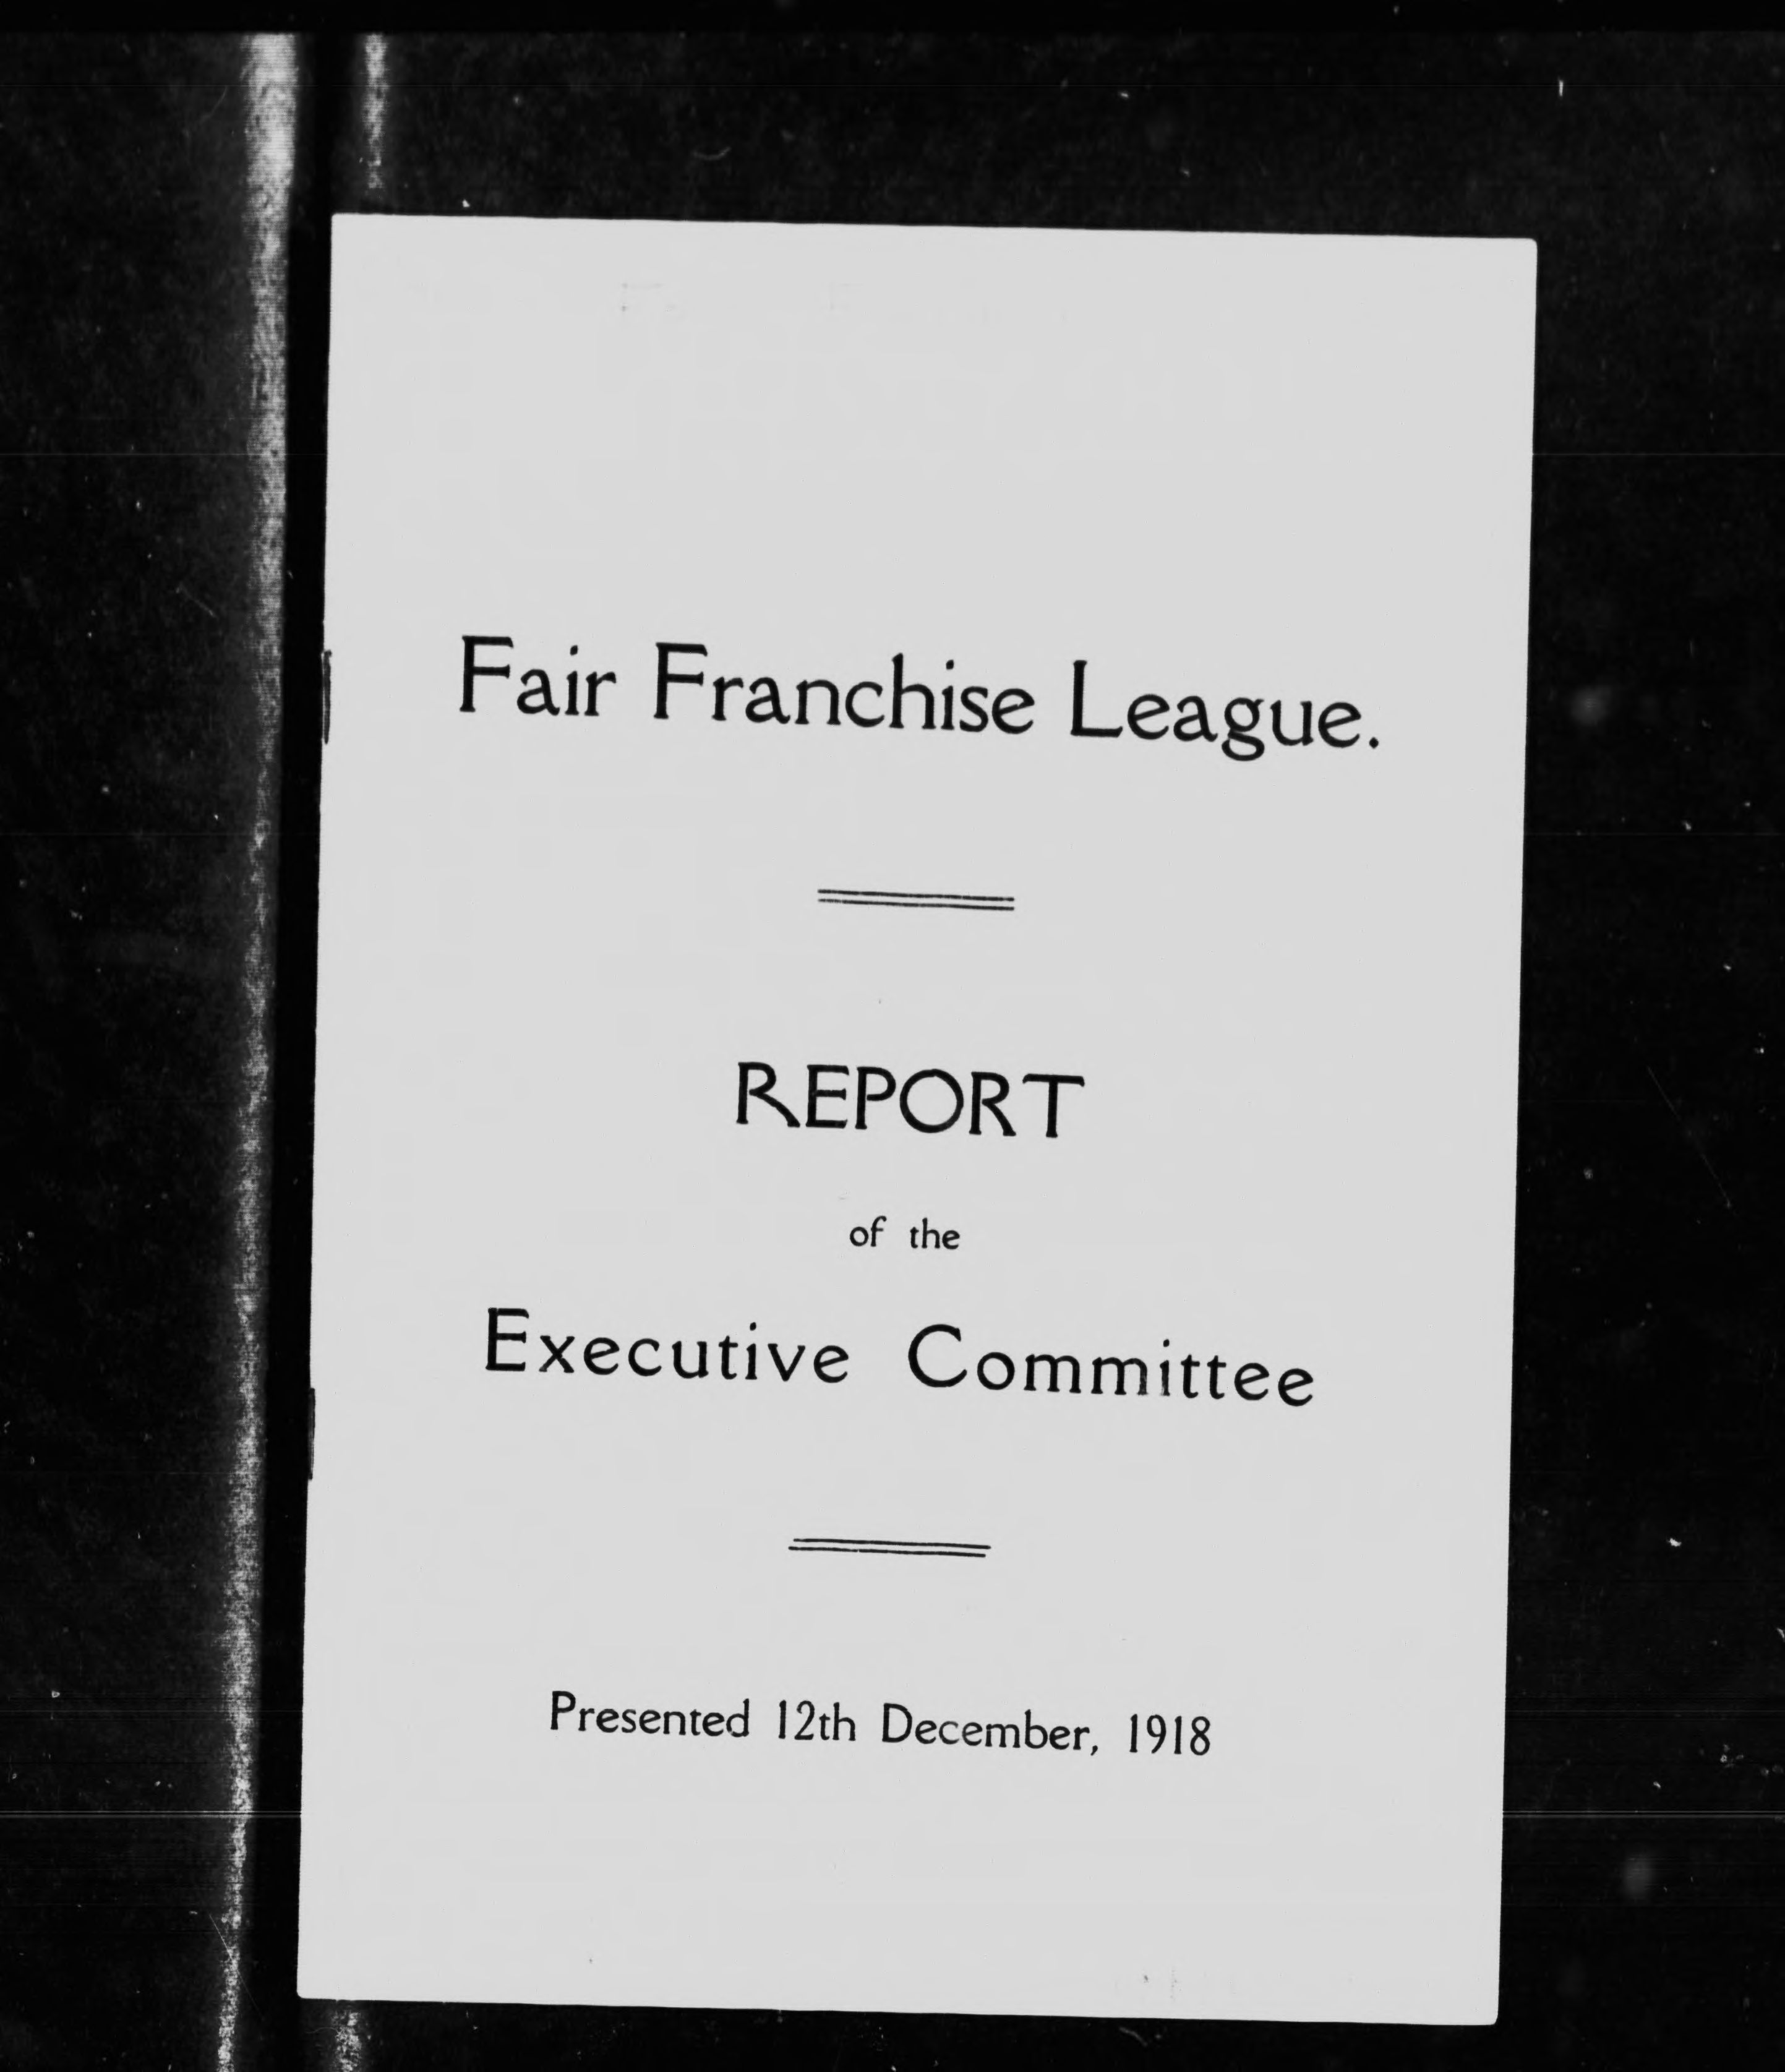 Fair Franchise League.
REPORT
of the
Executive Committee
Presented 12th December, 1918